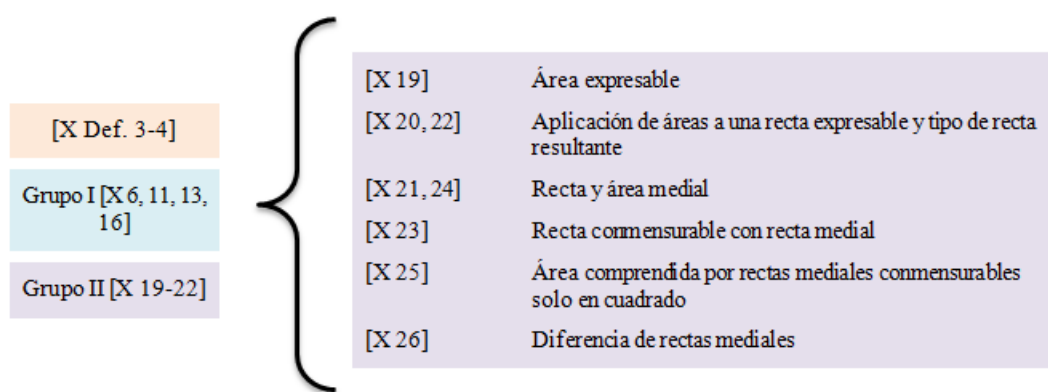 [X Def. 3-4]
Grupo I [X 6, 11, 13,
16]
Grupo II [X 19-22]
[X 19] Área expresable
[X 20, 22] Aplicación de áreas a una recta expresable y tipo de recta
resultante
[X 21, 24] Recta y área medial
[X 23] Recta conmensurable con recta medial
[X 25] Área comprendida por rectas mediales conmensurables
solo en cuadrado
[X 26] Diferencia de rectas mediales